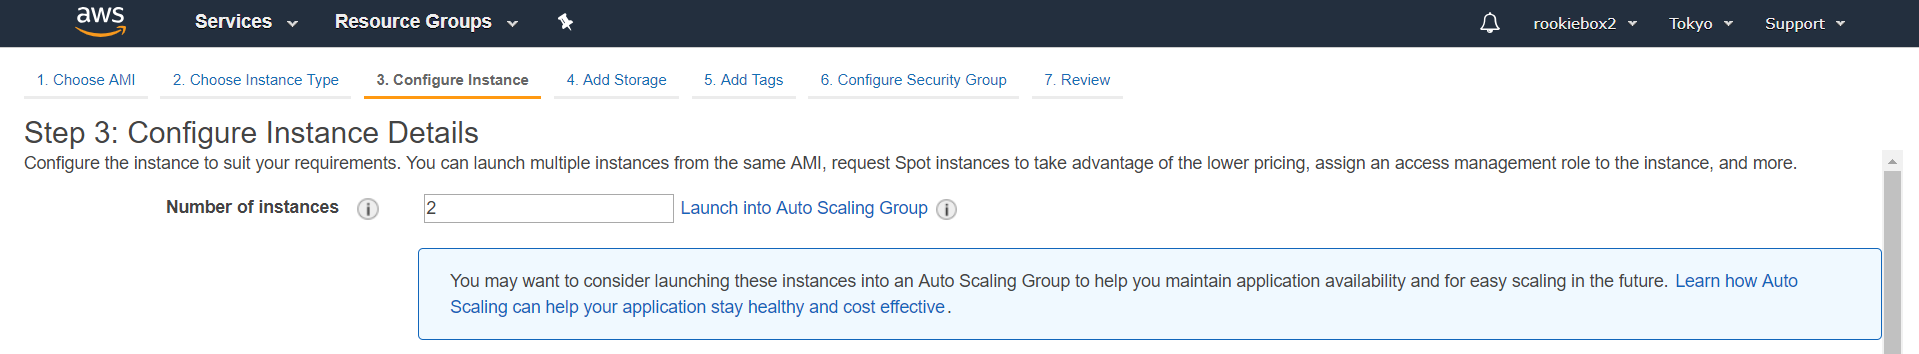 aws Services Resource Groups rookiebox2 Tokyo Support
1. Choose AMI 2. Choose Instance Type 3. Configure Instance 4. Add Storage 5. Add Tags 6. Configure Security Group 7. Review
Step 3: Configure Instance Details
Configure the instance to suit your requirements. You can launch multiple instances from the same AMI, request Spot instances to take advantage of the lower pricing, assign an access management role to the instance, and more.
Number of instances i 2 Launch into Auto Scaling Group i
You may want to consider launching these instances into an Auto Scaling Group to help you maintain application availability and for easy scaling in the future. Learn how Auto
Scaling can help your application stay healthy and cost effective.